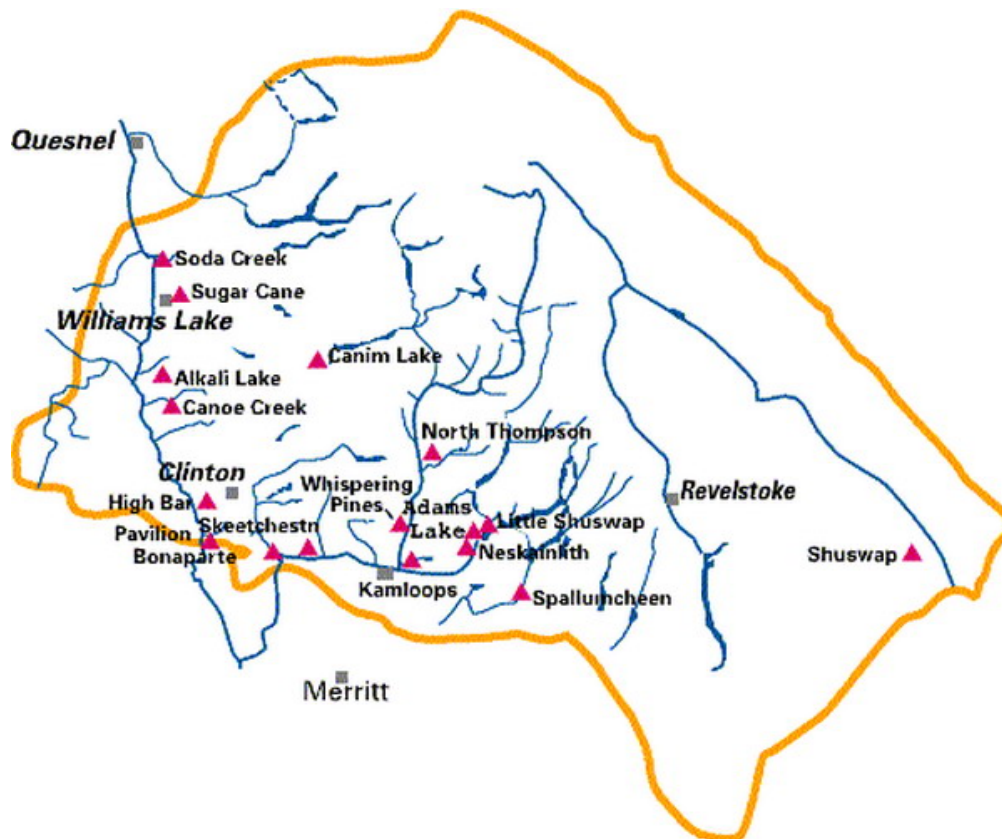 Quesnel
Soda Creek
Sugar Cane
Williams Lake
Canim Lake
Alkali Lake
Canoe Creek
North Thompson
Clinton
Whispering
Pines
Adams
Lake
Revelstoke
High Bar
Skeetchestn
Little Shuswap
Pavilion
Bonaparte
Neskainlith
Shuswap
Kamloops
Spallumcheen
Merritt